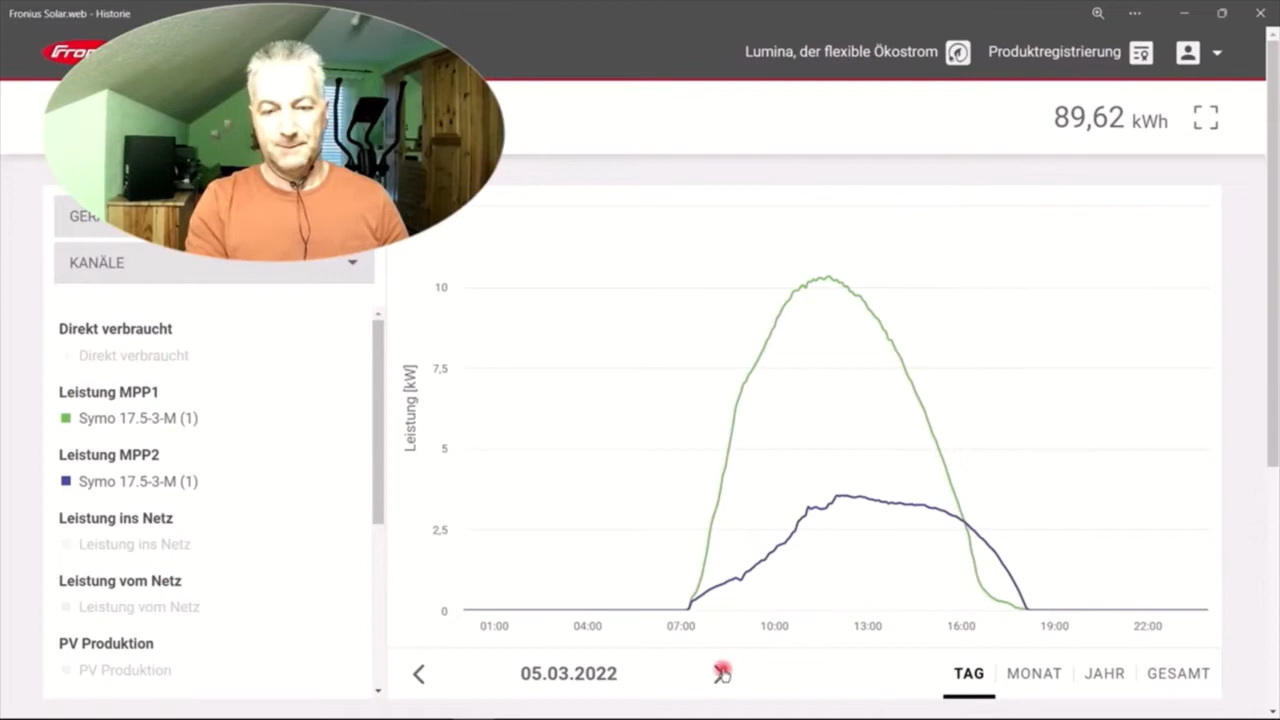 Fronius Solar.web - Historie
Lumina, der flexible Ökostrom
Produktregistrierung
89,62 kWh
KANÄLE
Direkt verbraucht
Direkt verbraucht
Leistung MPP1
Symo 17.5-3-M (1)
Leistung MPP2
Symo 17.5-3-M (1)
Leistung ins Netz
Leistung ins Netz
Leistung vom Netz
Leistung vom Netz
PV Produktion
PV Produktion
Leistung [kW]
10
7,5
5
2,5
0
01:00 04:00 07:00 10:00 13:00 16:00 19:00 22:00
05.03.2022
TAG MONAT JAHR GESAMT